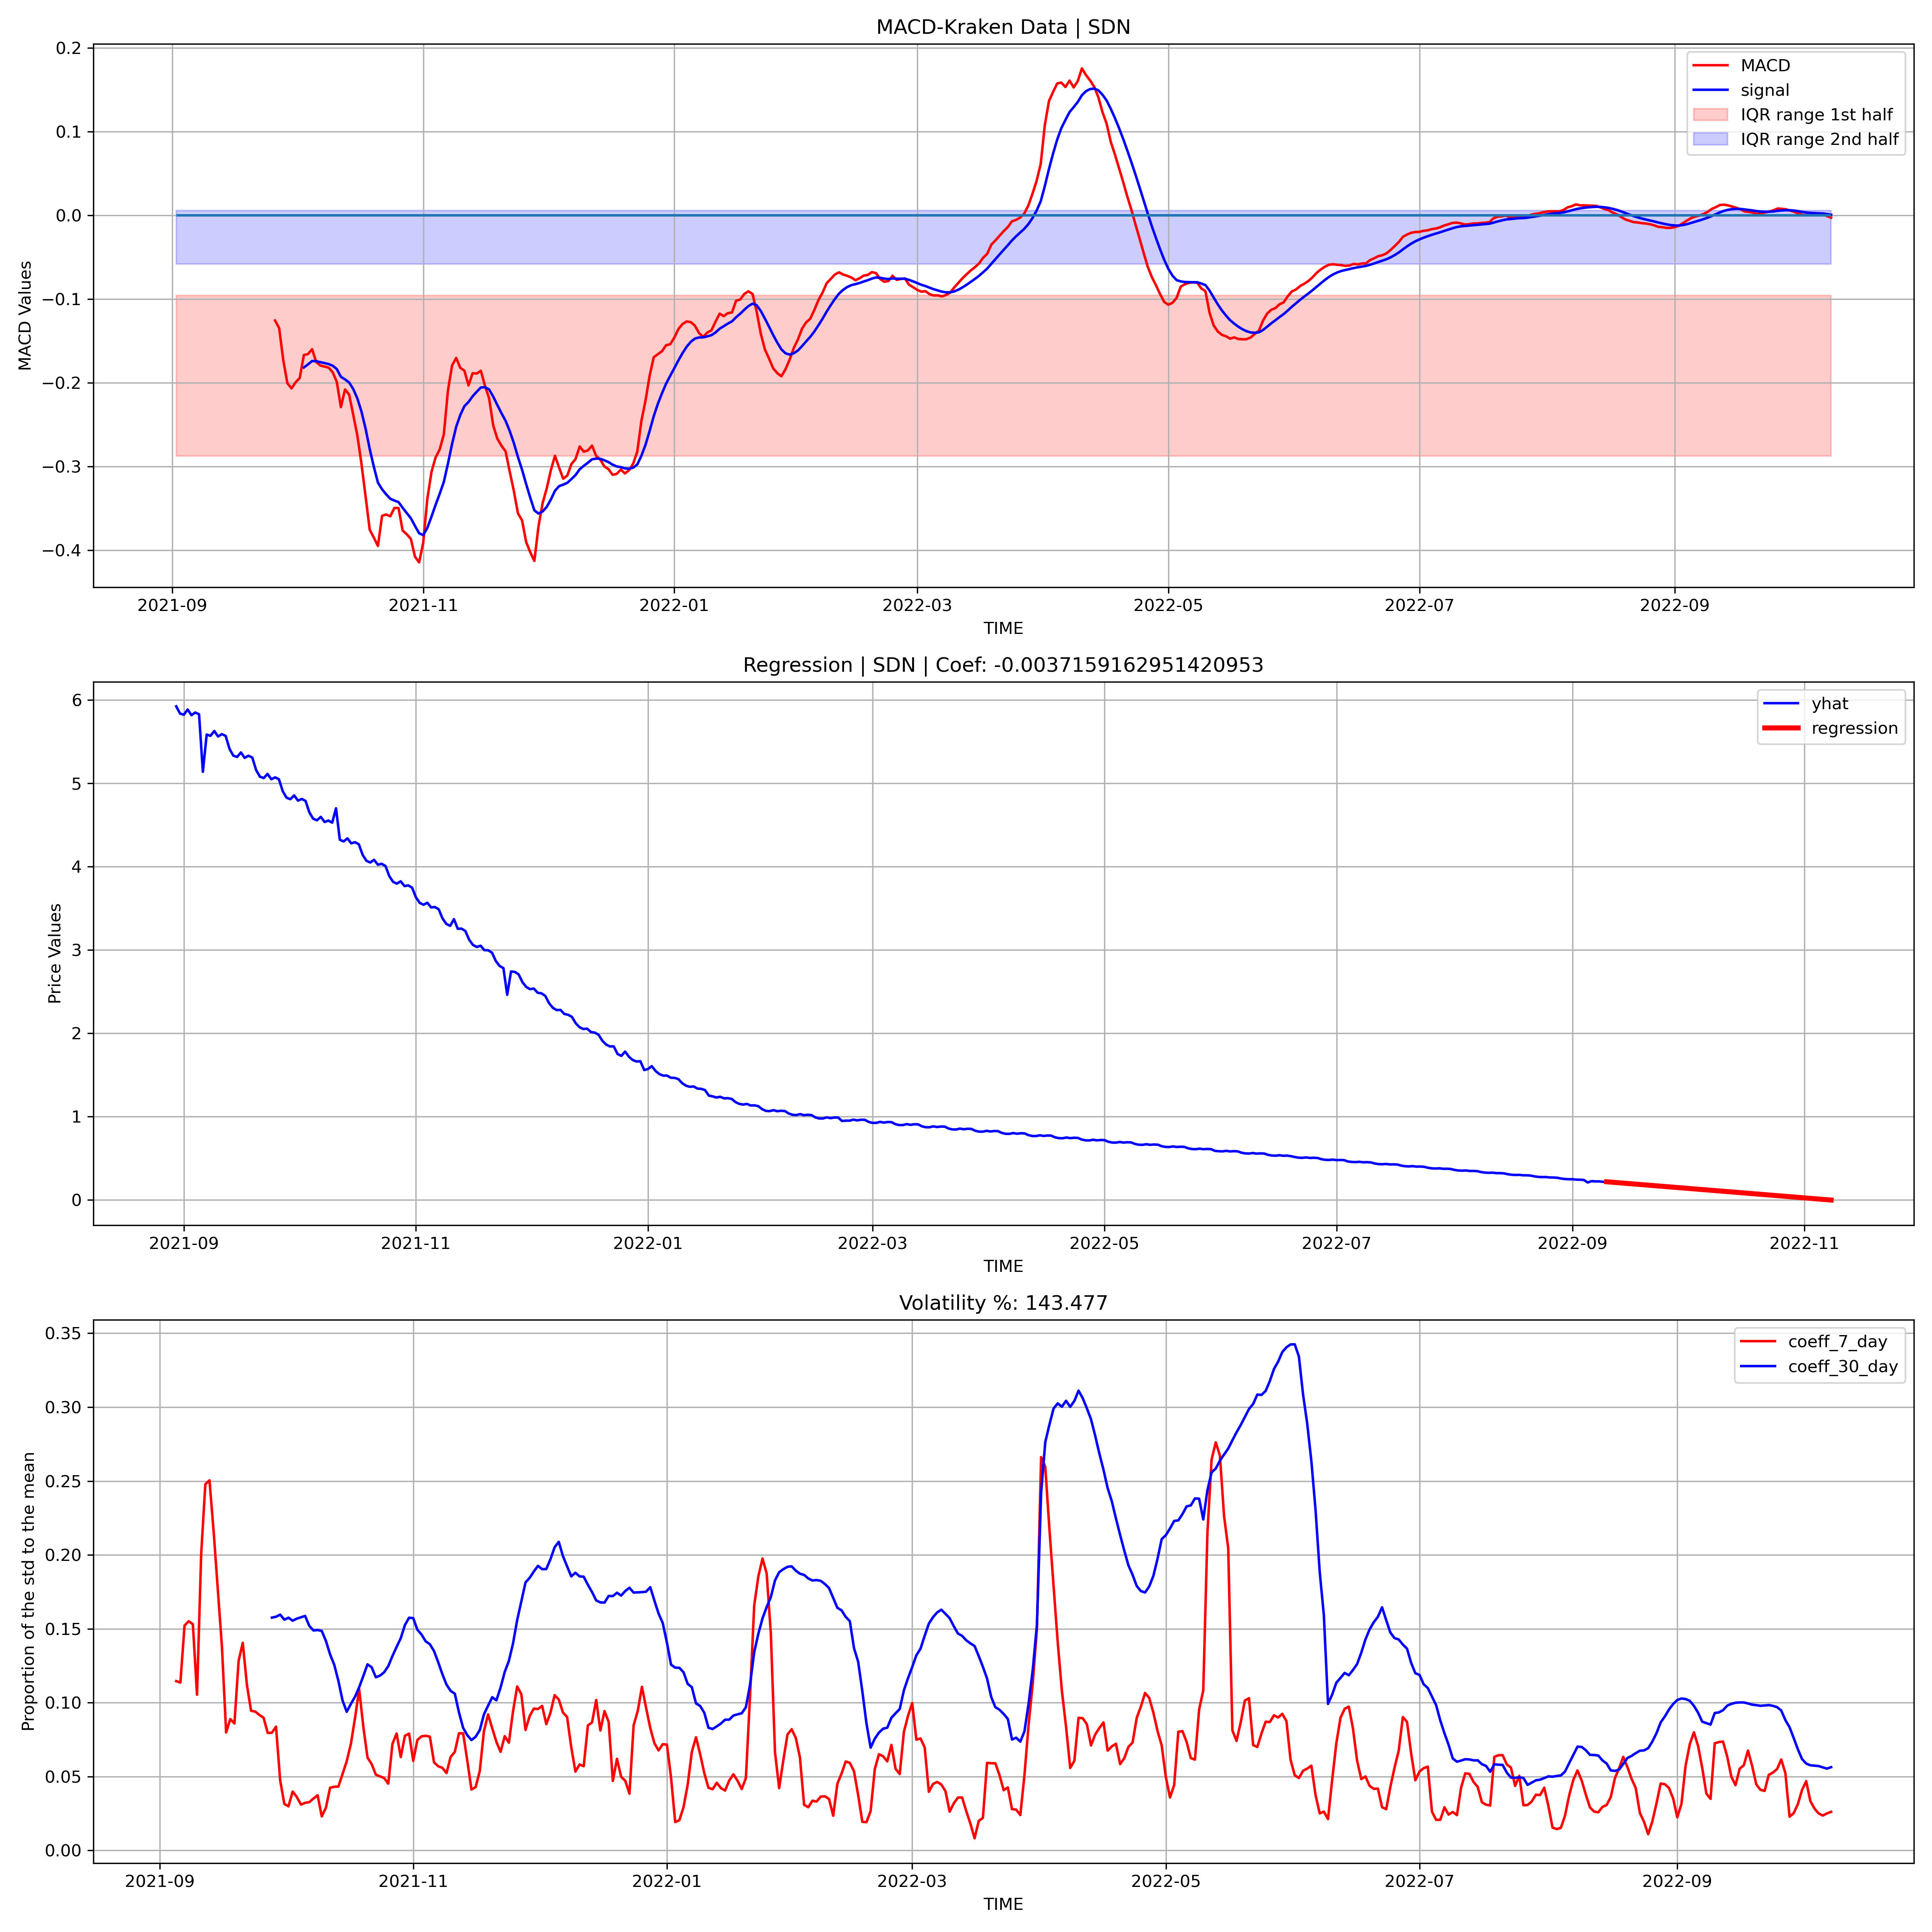 MACD-Kraken Data | SDN
MACD
signal
IQR range 1st half
IQR range 2nd half
MACD Values
0.2
0.1
0.0
−0.1
−0.2
−0.3
−0.4
2021-09 2021-11 2022-01 2022-03 2022-05 2022-07 2022-09
TIME
Regression | SDN | Coef: -0.0037159162951420953
yhat
regression
Price Values
6
5
4
3
2
1
0
2021-09 2021-11 2022-01 2022-03 2022-05 2022-07 2022-09 2022-11
TIME
Volatility %: 143.477
coeff_7_day
coeff_30_day
Proportion of the std to the mean
0.35
0.30
0.25
0.20
0.15
0.10
0.05
0.00
2021-09 2021-11 2022-01 2022-03 2022-05 2022-07 2022-09
TIME